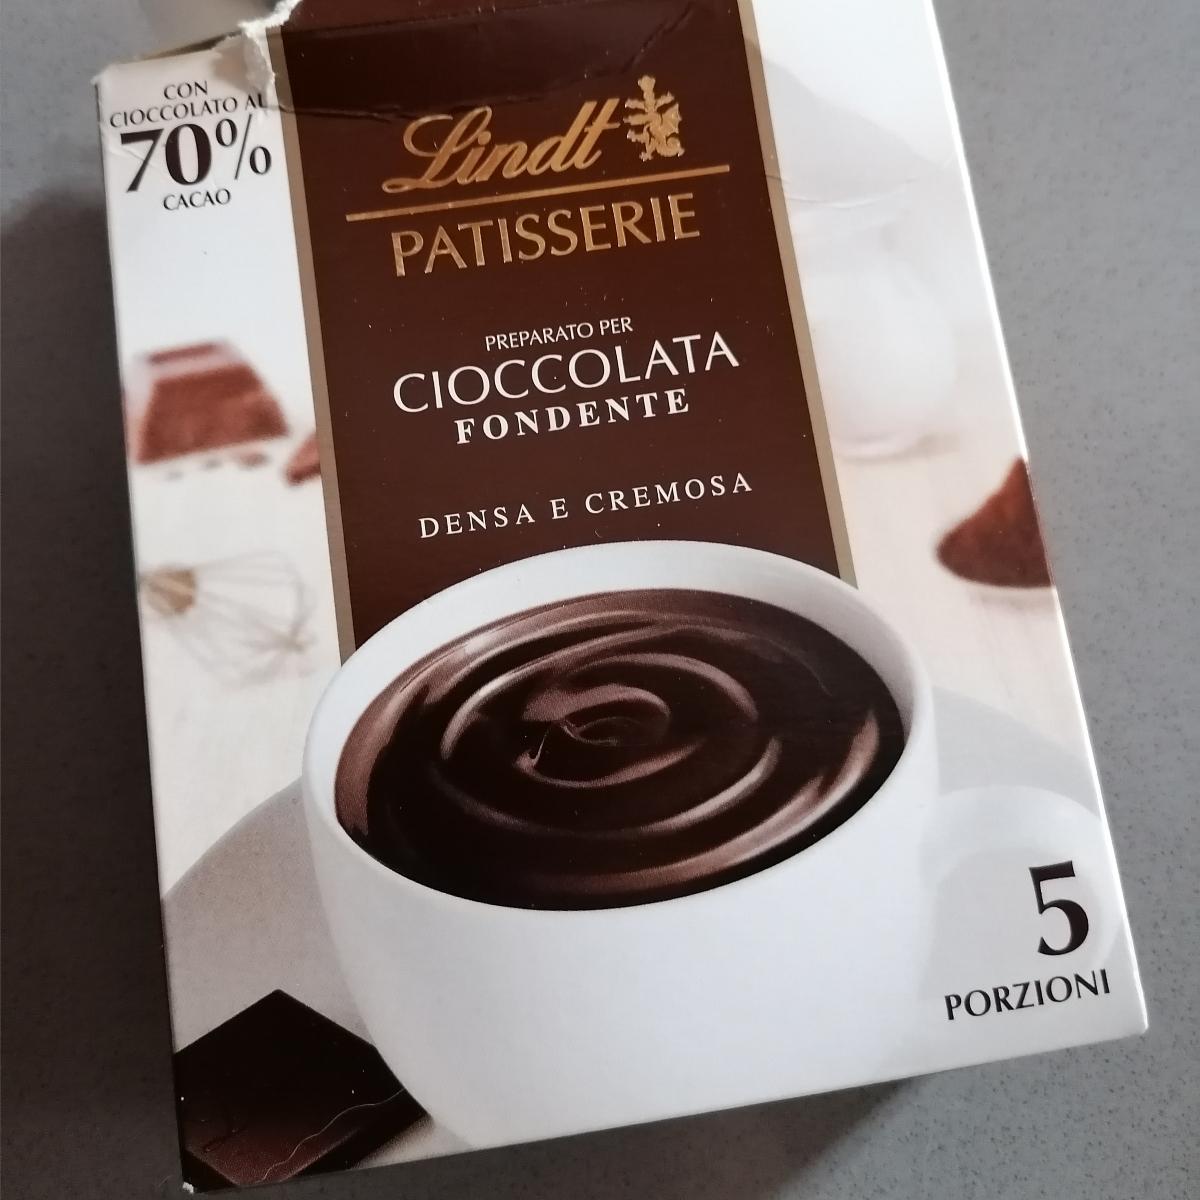 CON
CIOCCOLATO AL
70%
CACAO
Lindt
PATISSERIE
PREPARATO PER
CIOCCOLATA
FONDENTE
DENSA E CREMOSA
5
PORZIONI